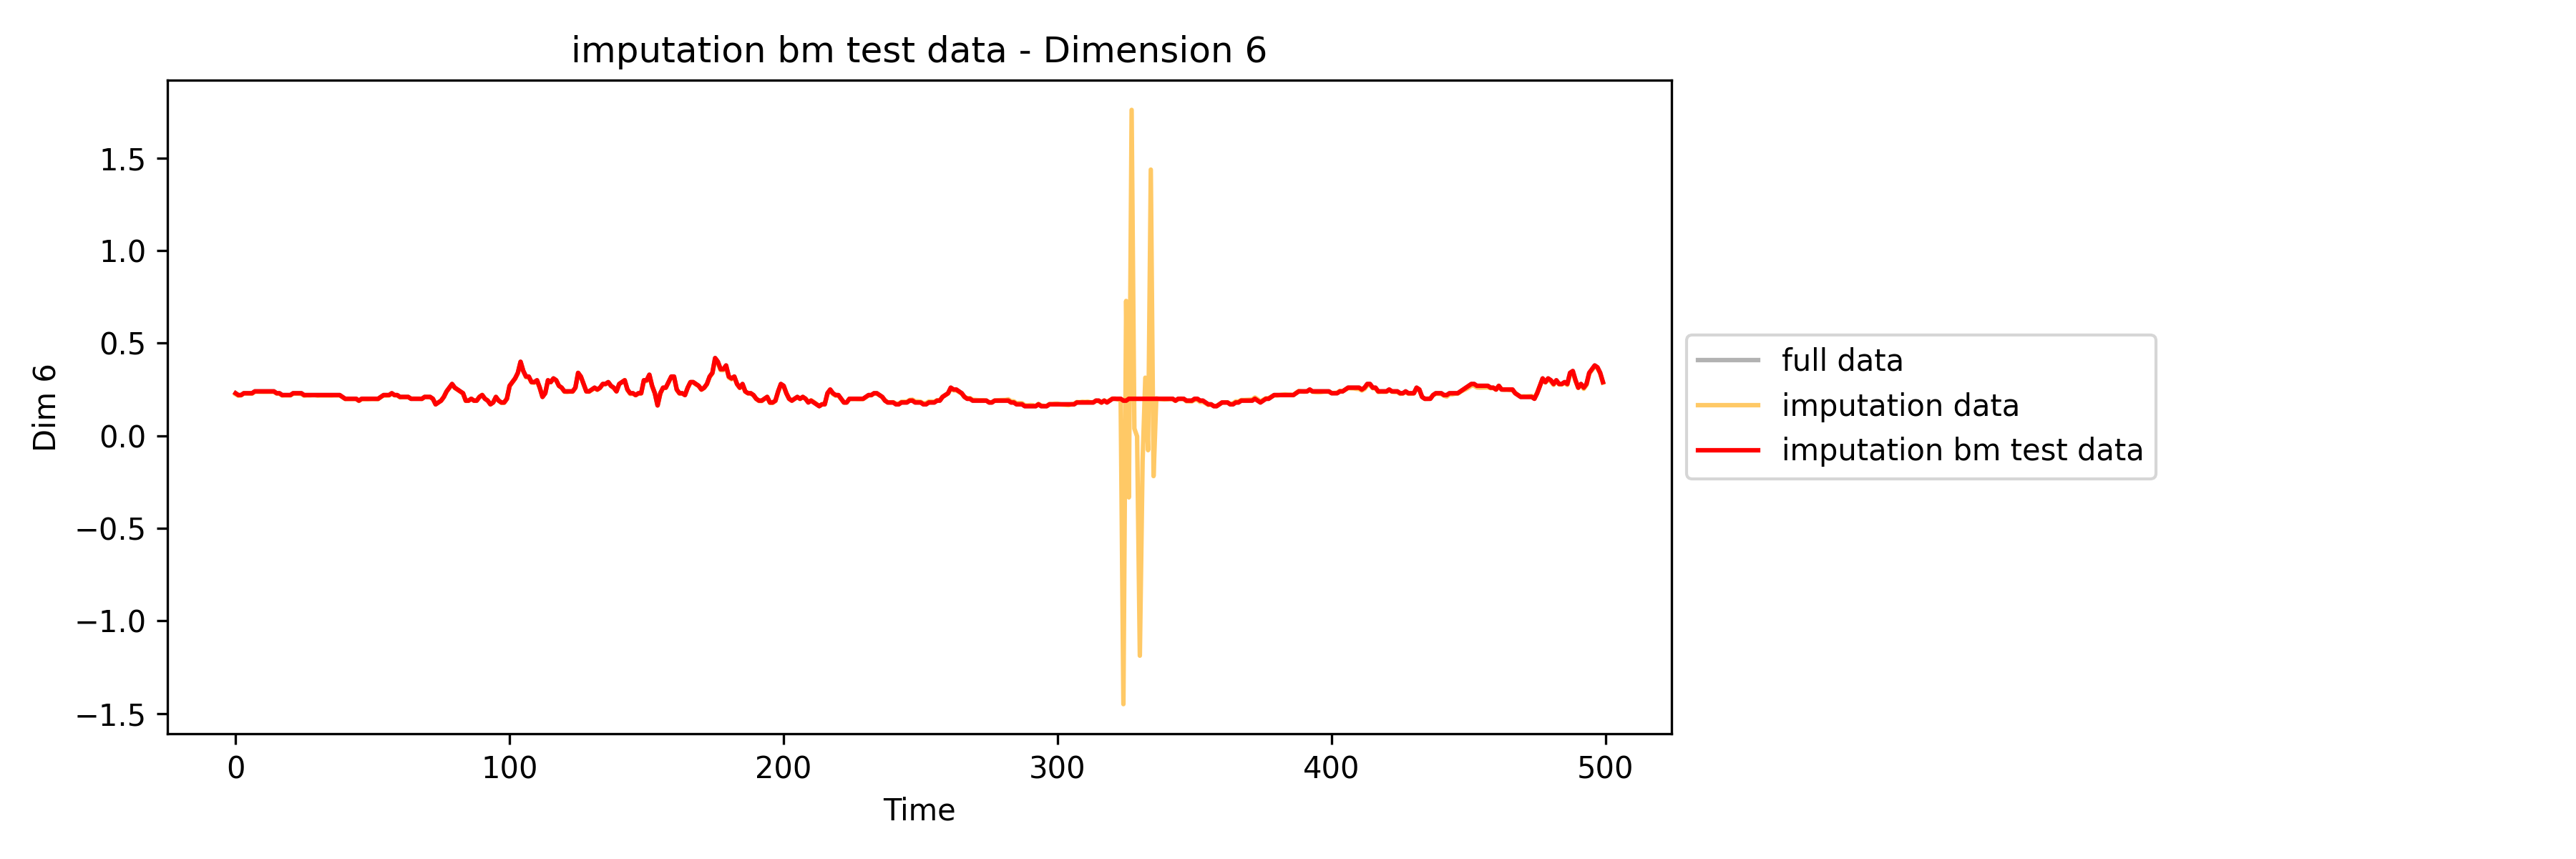 imputation bm test data - Dimension 6
1.5
1.0
0.5
0.0
−0.5
−1.0
−1.5
Dim 6
0 100 200 300 400 500
Time
full data
imputation data
imputation bm test data